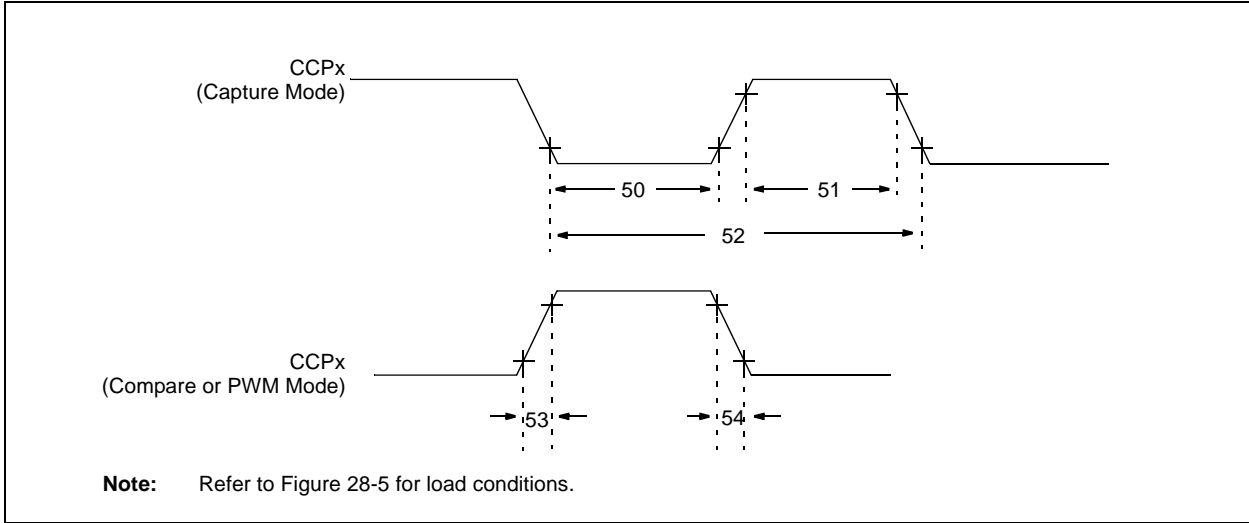 CCPx
(Capture Mode)
50
51
52
CCPx
(Compare or PWM Mode)
53
54
Note: Refer to Figure 28-5 for load conditions.